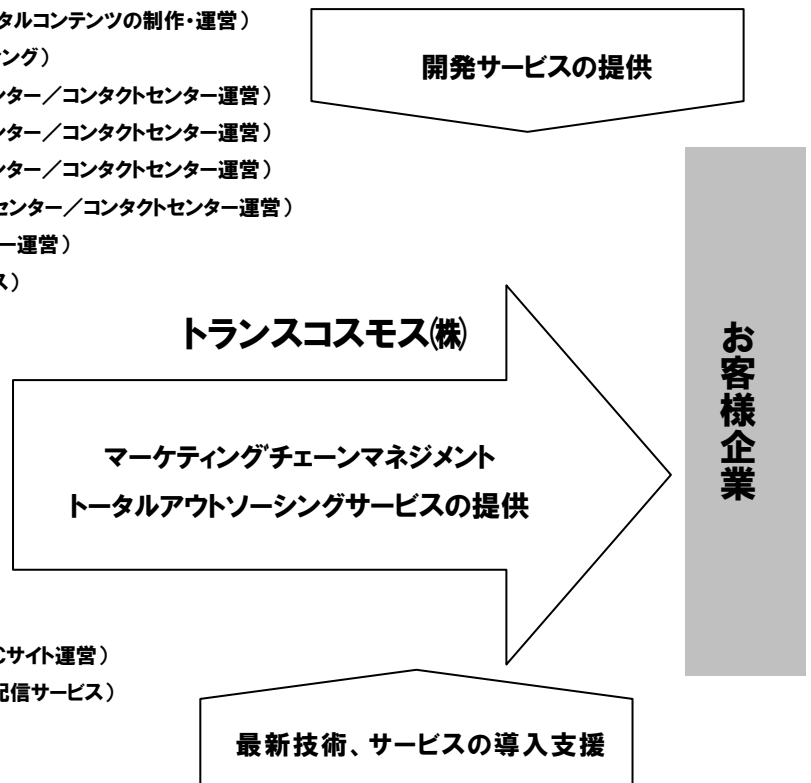 タルコンテンツの制作・運営）
ング）
ンター／コンタクトセンター運営）
ンター／コンタクトセンター運営）
ンター／コンタクトセンター運営）
センター／コンタクトセンター運営）
ー運営）
ス）
開発サービスの提供
トランスコスモス㈱
マーケティングチェーンマネジメント
トータルアウトソーシングサービスの提供
お客様企業
Cサイト運営）
配信サービス）
最新技術、サービスの導入支援